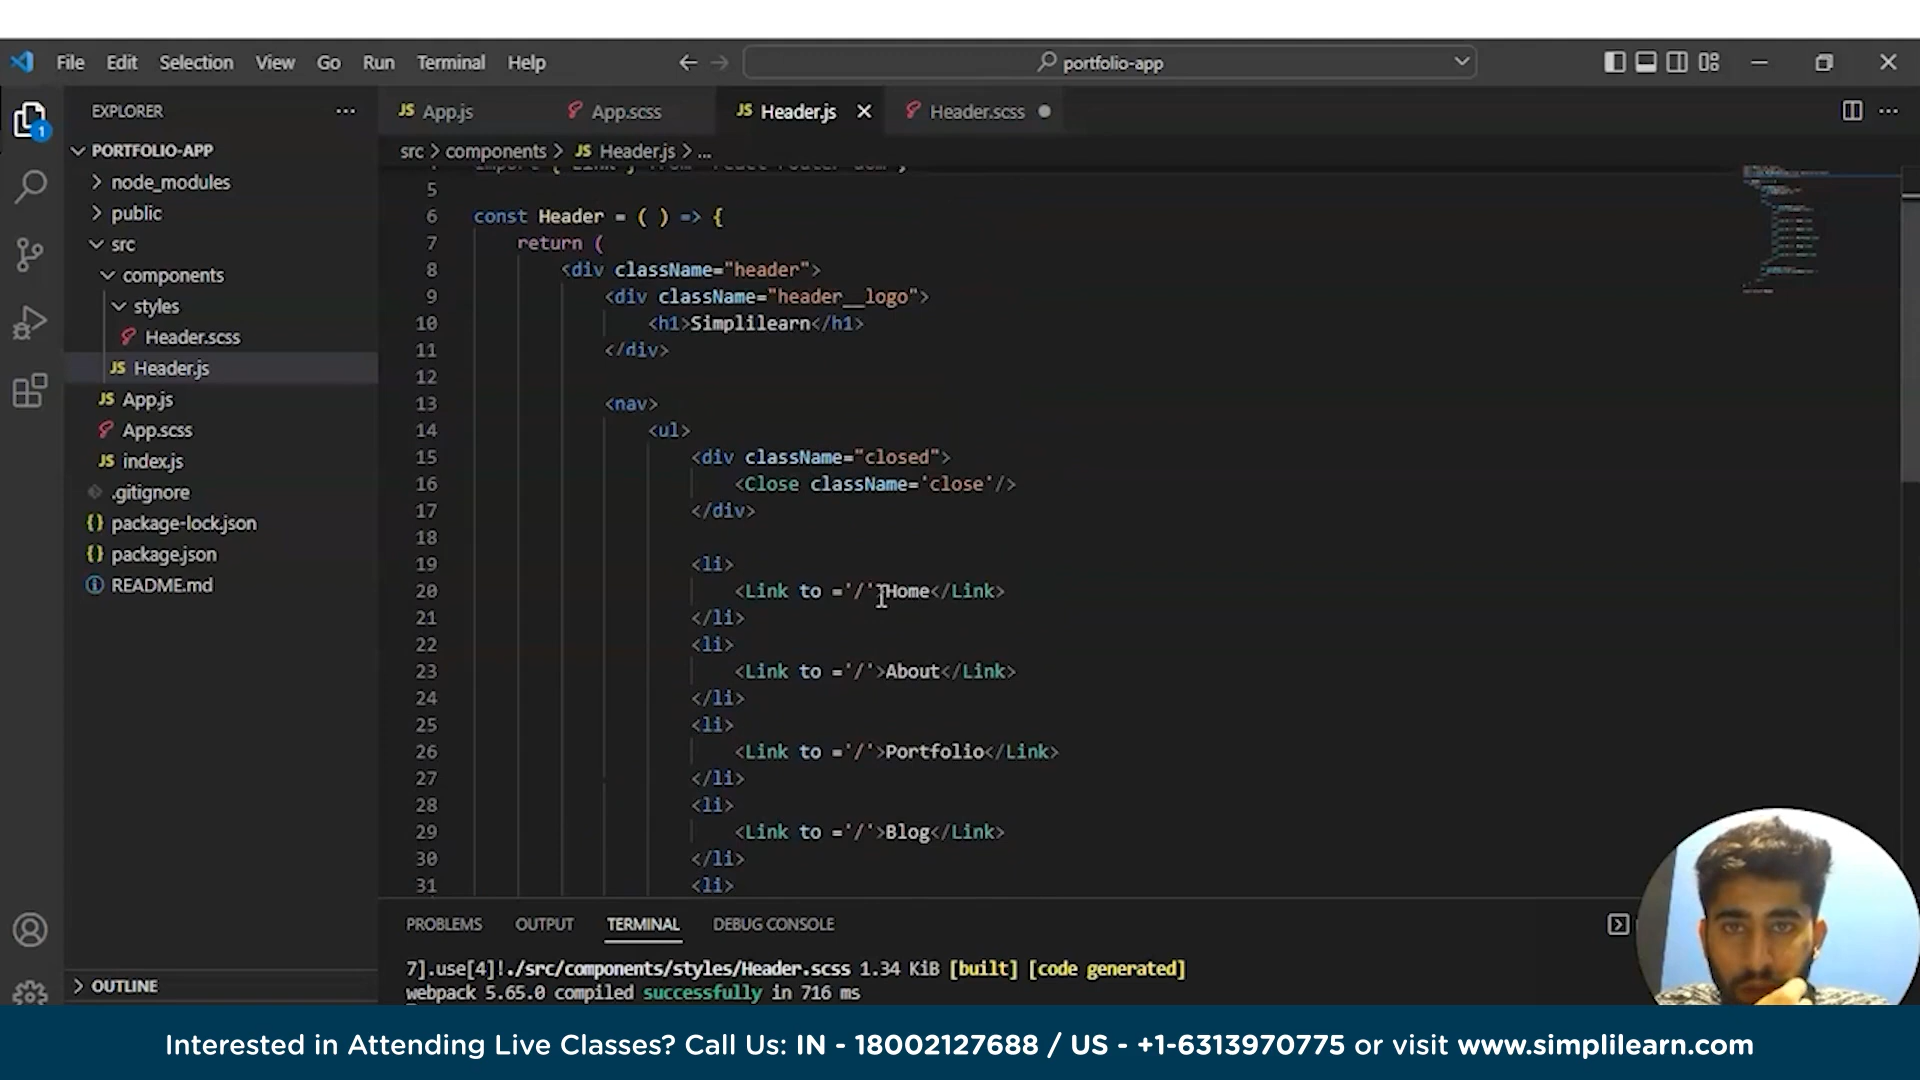 File Edit Selection View Go Run Terminal Help
portfolio-app
EXPLORER
1
PORTFOLIO-APP
node_modules
public
src
components
styles
Header.scss
JS Header.js
JS App.js
App.scss
JS index.js
.gitignore
{} package-lock.json
{} package.json
README.md
OUTLINE
JS App.js
App.scss
JS Header.js
Header.scss
src > components > JS Header.js > ...
5
6 const Header = ( ) => {
7 return (
8 <div className="header">
9 <div className="header__logo">
10 <h1>Simplilearn</h1>
11 </div>
12
13 <nav>
14 <ul>
15 <div className="closed">
16 <Close className='close'/>
17 </div>
18
19 <li>
20 <Link to ='/'>Home</Link>
21 </li>
22 <li>
23 <Link to ='/'>About</Link>
24 </li>
25 <li>
26 <Link to ='/'>Portfolio</Link>
27 </li>
28 <li>
29 <Link to ='/'>Blog</Link>
30 </li>
31 <li>
PROBLEMS OUTPUT TERMINAL DEBUG CONSOLE
7].use[4]!./src/components/styles/Header.scss 1.34 KiB [built] [code generated]
webpack 5.65.0 compiled successfully in 716 ms
Interested in Attending Live Classes? Call Us: IN - 18002127688 / US - +1-6313970775 or visit www.simplilearn.com